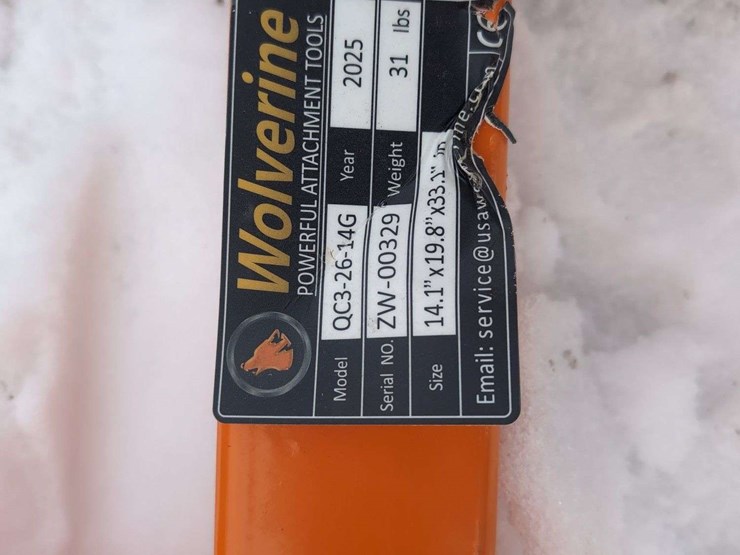 Wolverine
POWERFUL ATTACHMENT TOOLS
Model QC3-26-14G Year 2025
Serial NO. ZW-00329 Weight 31 lbs
Size 14.1"x19.8"x33.1"
Email: service@usaw
CE